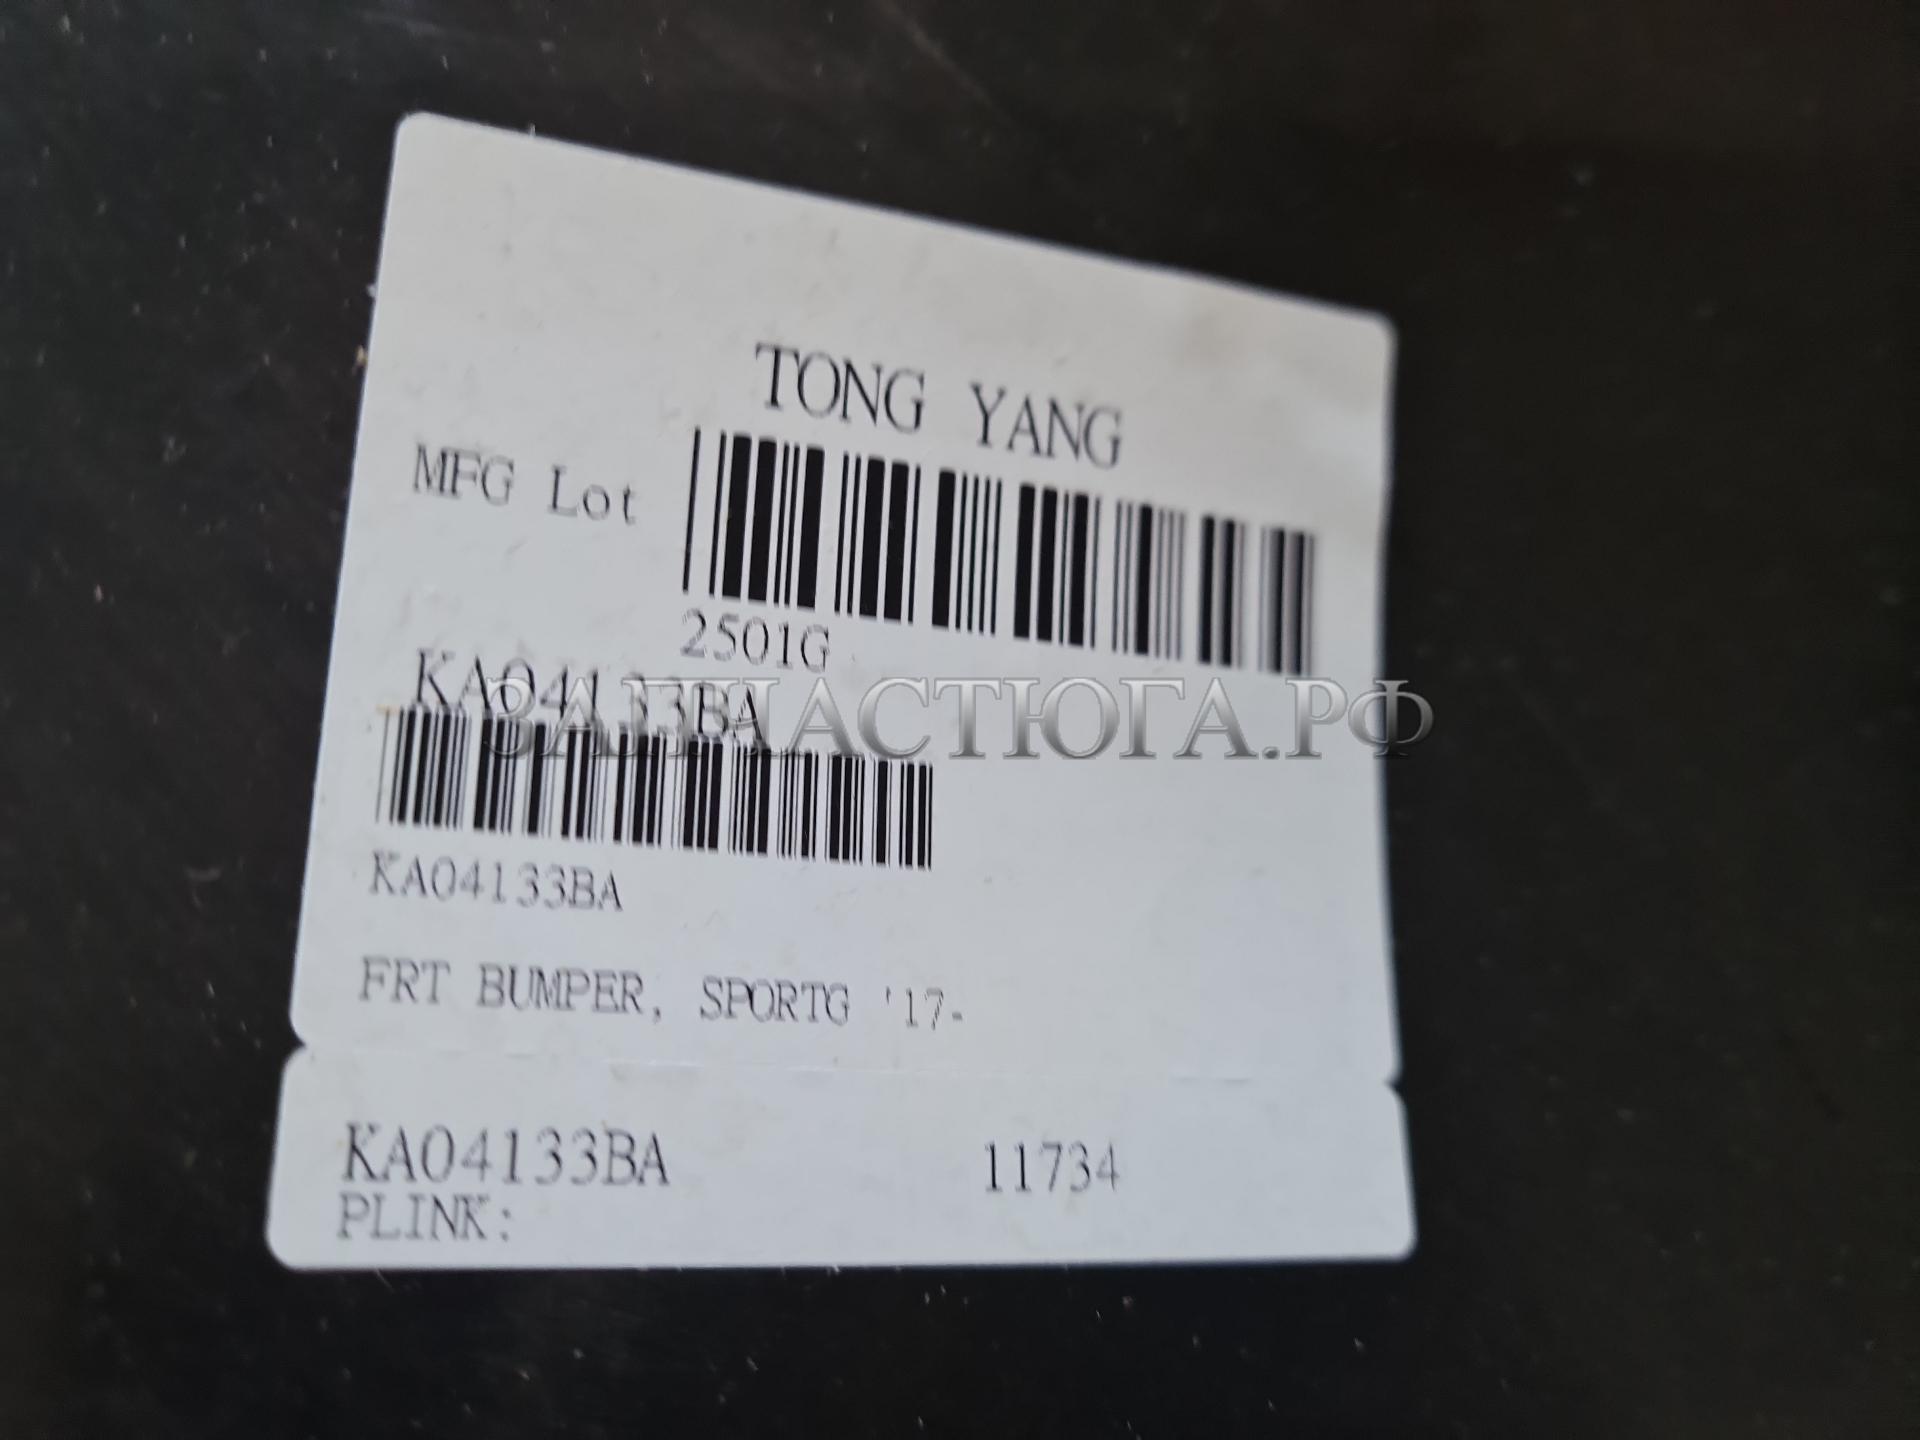 TONG YANG
MFG Lot
2501G
KA04133BA
ЗАПЧАСТЮГА.РФ
KA04133BA
FRT BUMPER, SPORTG '17-
KA04133BA 11734
PLINK: